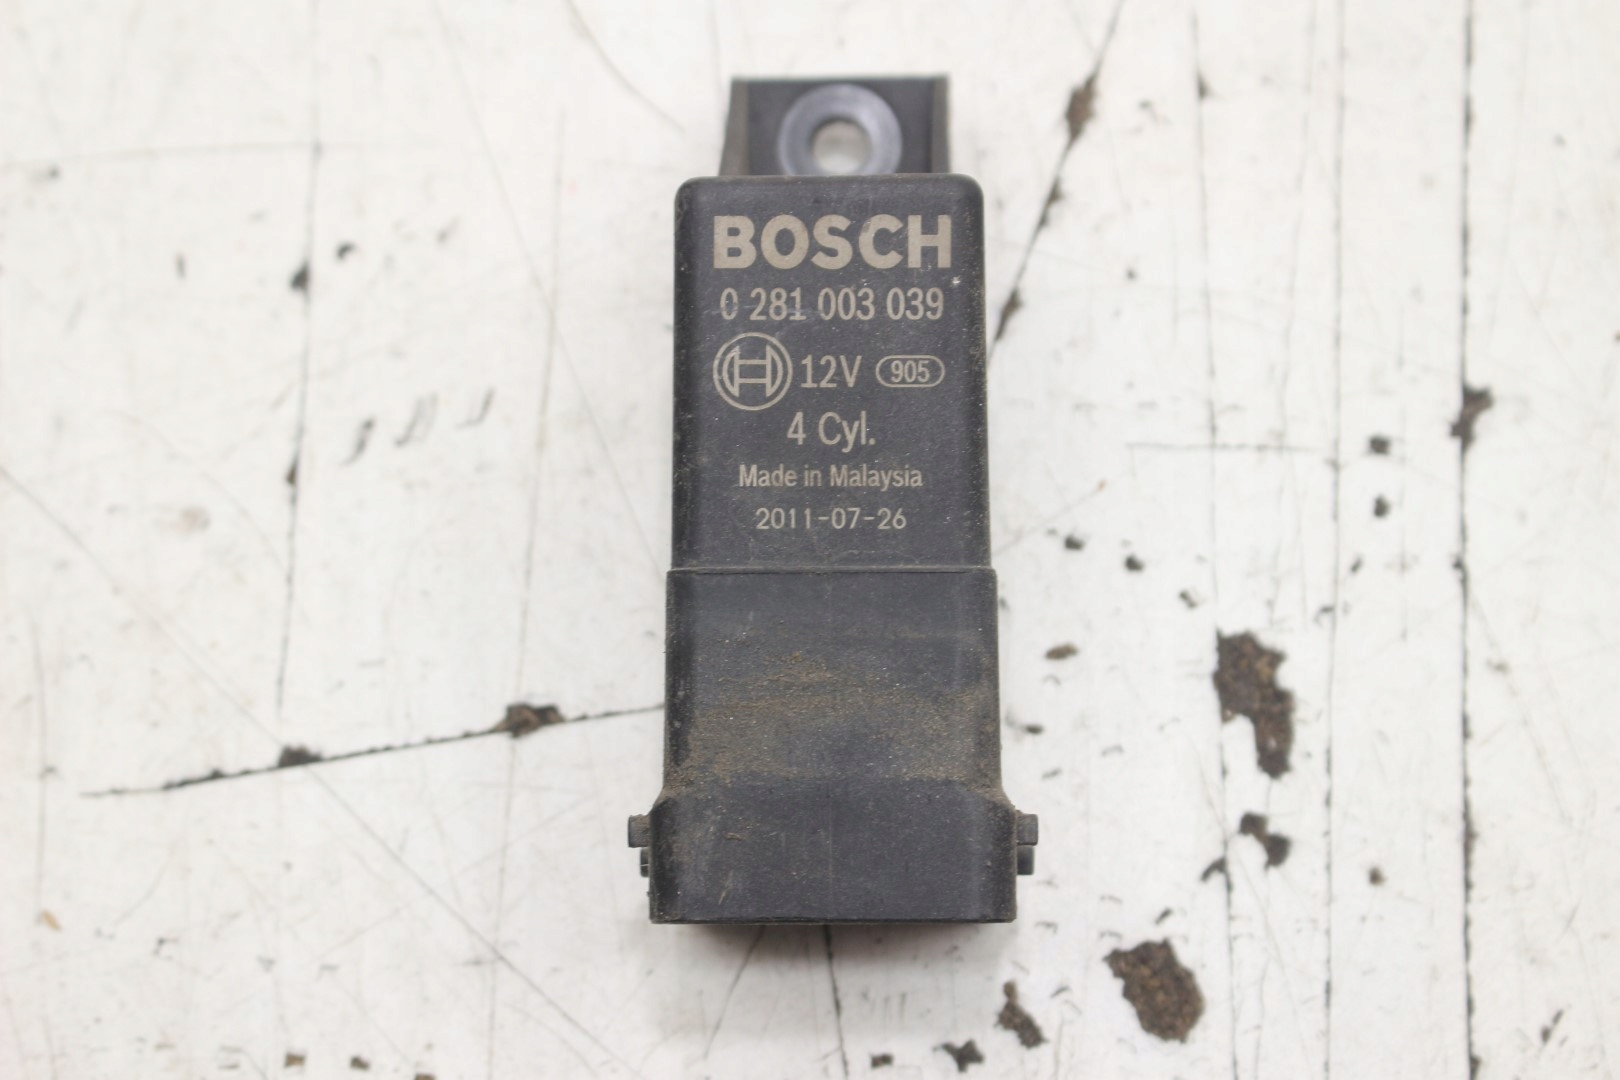 BOSCH
0 281 003 039
12V 905
4 Cyl.
Made in Malaysia
2011-07-26